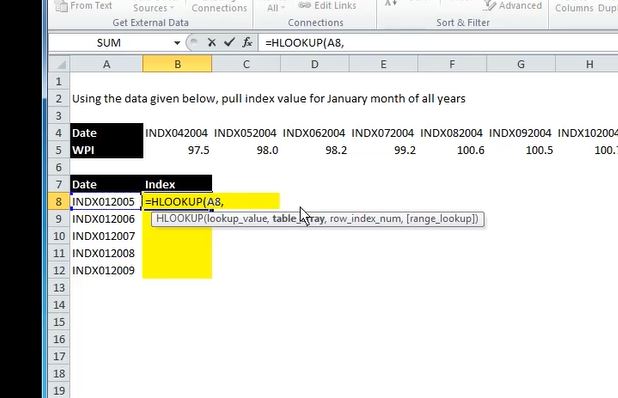 From Text Sources Connections All Edit Links Advanced Columns
Get External Data Connections Sort & Filter
SUM fx =HLOOKUP(A8,
A B C D E F G H
1
2 Using the data given below, pull index value for January month of all years
3
4 Date INDX042004 INDX052004 INDX062004 INDX072004 INDX082004 INDX092004 INDX102004
5 WPI 97.5 98.0 98.2 99.2 100.6 100.5 100.7
6
7 Date Index
8 INDX012005 =HLOOKUP(A8,
HLOOKUP(lookup_value, table_array, row_index_num, [range_lookup])
9 INDX012006
10 INDX012007
11 INDX012008
12 INDX012009
13
14
15
16
17
18
19